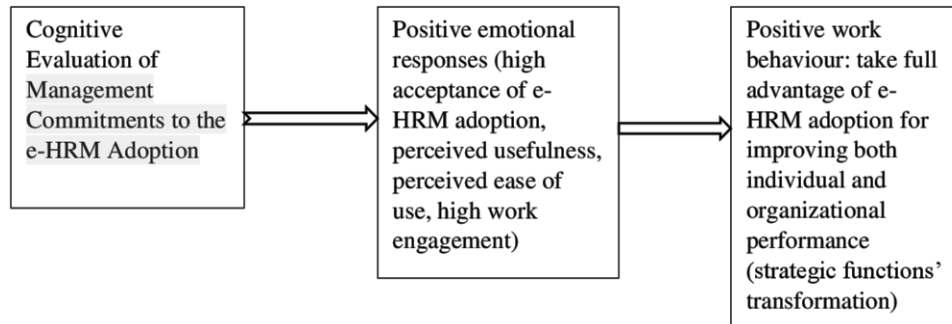 Cognitive
Evaluation of
Management
Commitments to the
e-HRM Adoption
Positive emotional
responses (high
acceptance of e-
HRM adoption,
perceived usefulness,
perceived ease of
use, high work
engagement)
Positive work
behaviour: take full
advantage of e-
HRM adoption for
improving both
individual and
organizational
performance
(strategic functions’
transformation)